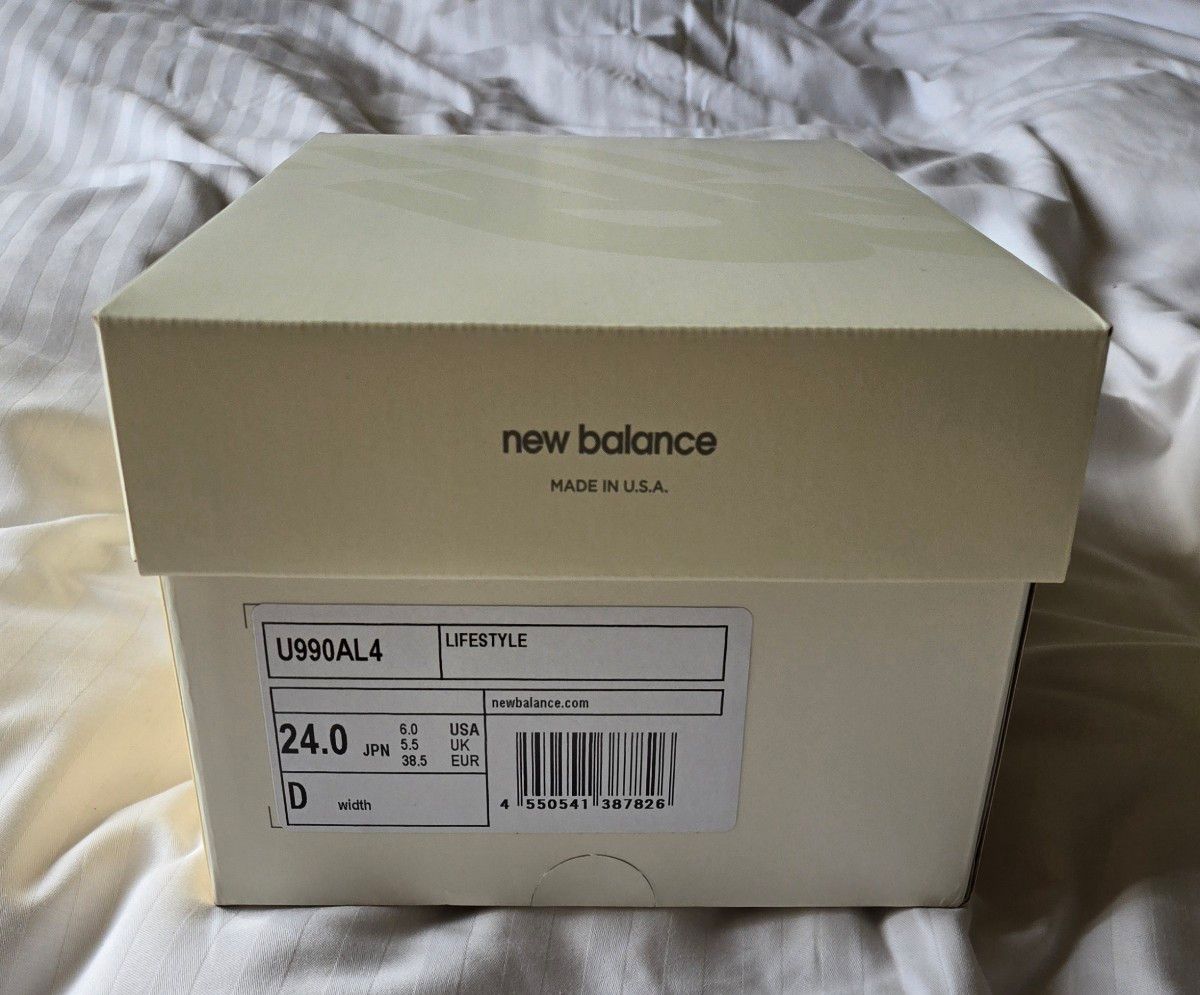 new balance
MADE IN U.S.A.
U990AL4
LIFESTYLE
newbalance.com
24.0 JPN
6.0 USA
5.5 UK
38.5 EUR
D width
4 550541 387826